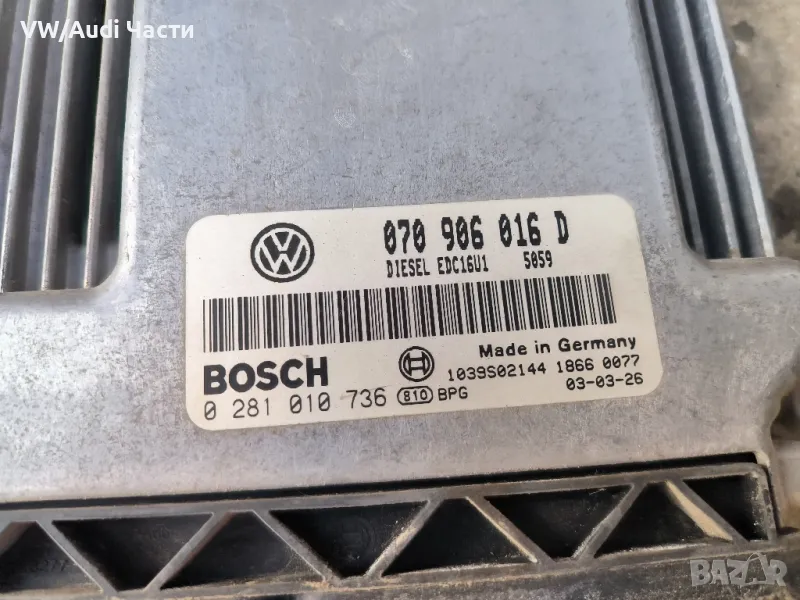 VW/Audi Части
070 906 016 D
DIESEL EDC16U1 5059
Made in Germany
BOSCH
1039S02144 1866 0077
0 281 010 736 810 BPG
03-03-26
BAZAR